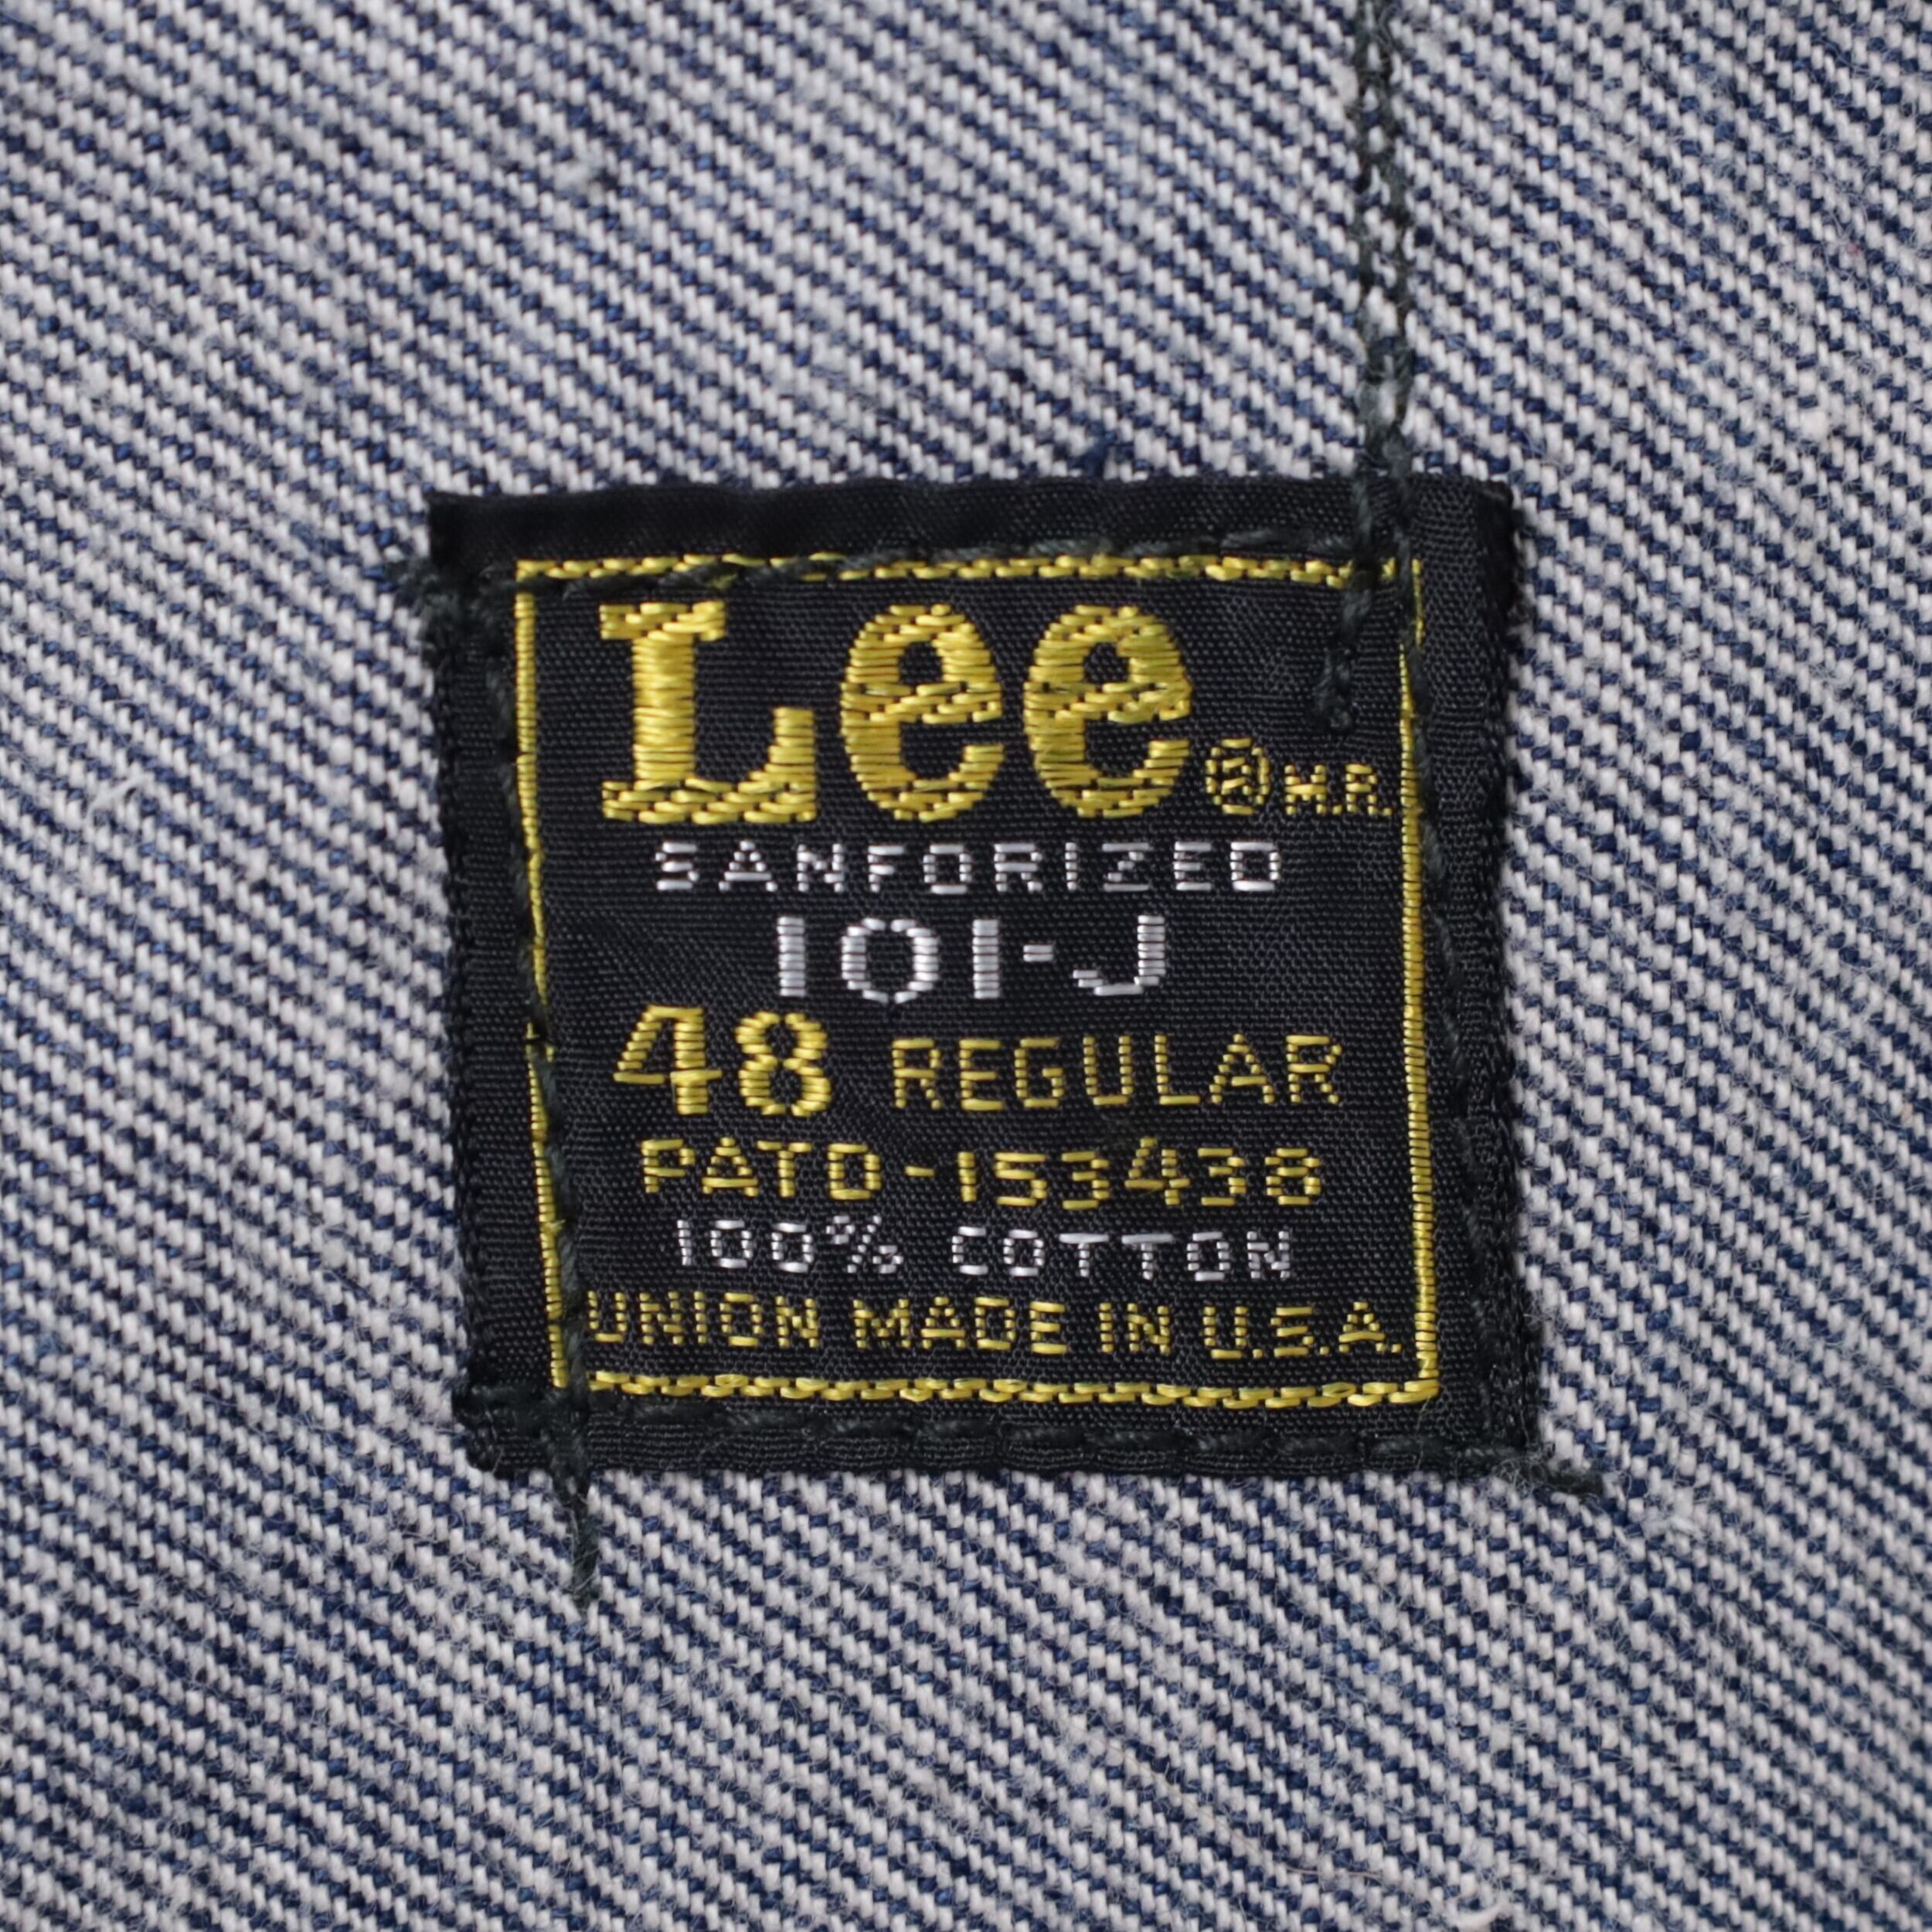 Lee ® M.R.
SANFORIZED
101-J
48 REGULAR
PATD-153438
100% COTTON
UNION MADE IN U.S.A.